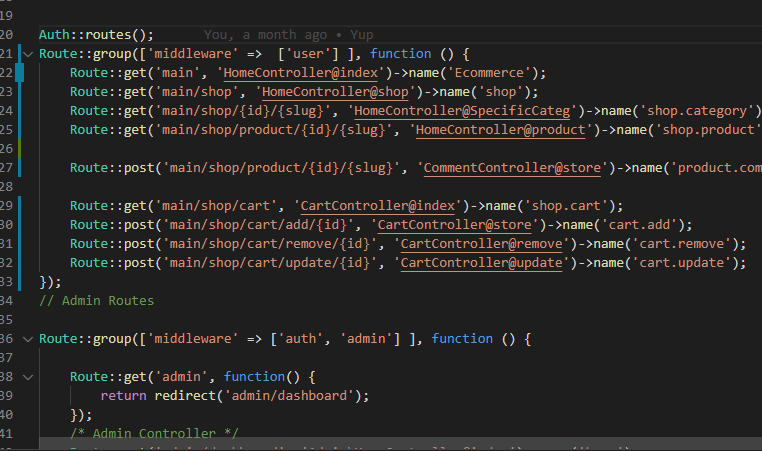 19
20 Auth::routes(); You, a month ago • Yup
21 Route::group(['middleware' => ['user'] ], function () {
22 Route::get('main', 'HomeController@index')->name('Ecommerce');
23 Route::get('main/shop', 'HomeController@shop')->name('shop');
24 Route::get('main/shop/{id}/{slug}', 'HomeController@SpecificCateg')->name('shop.category')
25 Route::get('main/shop/product/{id}/{slug}', 'HomeController@product')->name('shop.product'
26
27 Route::post('main/shop/product/{id}/{slug}', 'CommentController@store')->name('product.com
28
29 Route::get('main/shop/cart', 'CartController@index')->name('shop.cart');
30 Route::post('main/shop/cart/add/{id}', 'CartController@store')->name('cart.add');
31 Route::post('main/shop/cart/remove/{id}', 'CartController@remove')->name('cart.remove');
32 Route::post('main/shop/cart/update/{id}', 'CartController@update')->name('cart.update');
33 });
34 // Admin Routes
35
36 Route::group(['middleware' => ['auth', 'admin'] ], function () {
37
38 Route::get('admin', function() {
39 return redirect('admin/dashboard');
40 });
41 /* Admin Controller */